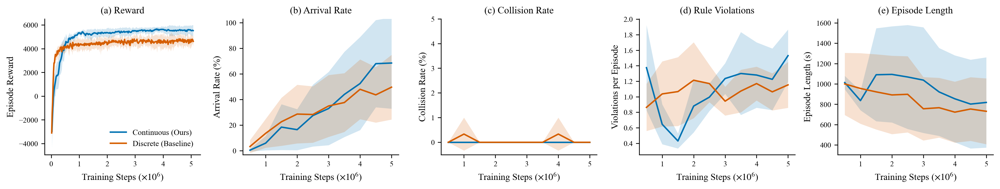 (a) Reward
6000
4000
2000
0
−2000
−4000
Episode Reward
Continuous (Ours)
Discrete (Baseline)
0 1 2 3 4 5
Training Steps (×10⁶)
(b) Arrival Rate
100
80
60
40
20
0
Arrival Rate (%)
1 2 3 4 5
Training Steps (×10⁶)
(c) Collision Rate
5
4
3
2
1
0
Collision Rate (%)
1 2 3 4 5
Training Steps (×10⁶)
(d) Rule Violations
2.0
1.8
1.6
1.4
1.2
1.0
0.8
0.6
0.4
Violations per Episode
1 2 3 4 5
Training Steps (×10⁶)
(e) Episode Length
1600
1400
1200
1000
800
600
400
Episode Length (s)
1 2 3 4 5
Training Steps (×10⁶)